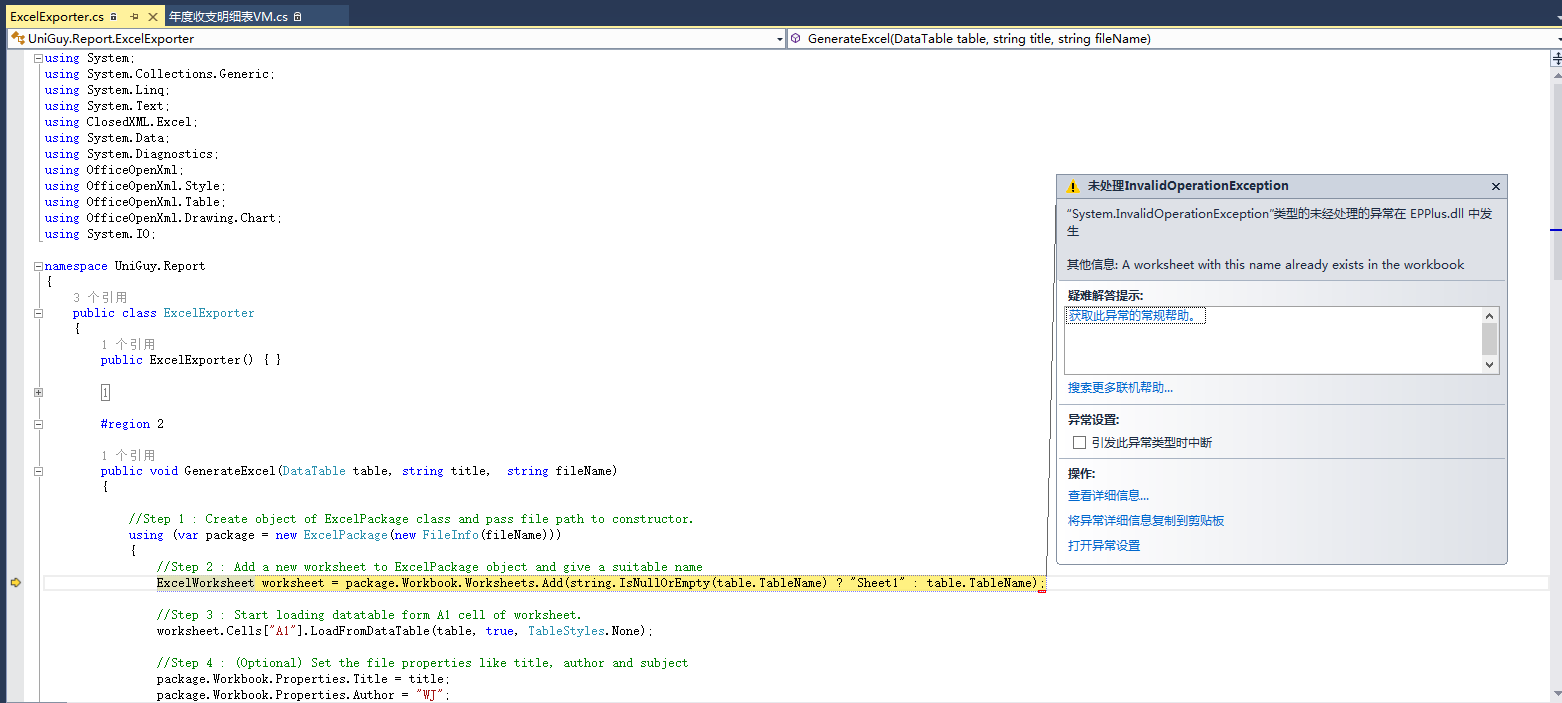 ExcelExporter.cs
年度收支明细表VM.cs
UniGuy.Report.ExcelExporter
GenerateExcel(DataTable table, string title, string fileName)
using System;
using System.Collections.Generic;
using System.Linq;
using System.Text;
using ClosedXML.Excel;
using System.Data;
using System.Diagnostics;
using OfficeOpenXml;
using OfficeOpenXml.Style;
using OfficeOpenXml.Table;
using OfficeOpenXml.Drawing.Chart;
using System.IO;
namespace UniGuy.Report
{
3 个引用
public class ExcelExporter
{
1 个引用
public ExcelExporter() { }
1
#region 2
1 个引用
public void GenerateExcel(DataTable table, string title,  string fileName)
{
//Step 1 : Create object of ExcelPackage class and pass file path to constructor.
using (var package = new ExcelPackage(new FileInfo(fileName)))
{
//Step 2 : Add a new worksheet to ExcelPackage object and give a suitable name
ExcelWorksheet worksheet = package.Workbook.Worksheets.Add(string.IsNullOrEmpty(table.TableName) ? "Sheet1" : table.TableName);
//Step 3 : Start loading datatable form A1 cell of worksheet.
worksheet.Cells["A1"].LoadFromDataTable(table, true, TableStyles.None);
//Step 4 : (Optional) Set the file properties like title, author and subject
package.Workbook.Properties.Title = title;
package.Workbook.Properties.Author = "WJ";
未处理InvalidOperationException
“System.InvalidOperationException”类型的未经处理的异常在 EPPlus.dll 中发
生
其他信息: A worksheet with this name already exists in the workbook
疑难解答提示:
获取此异常的常规帮助。
搜索更多联机帮助...
异常设置:
引发此异常类型时中断
操作:
查看详细信息...
将异常详细信息复制到剪贴板
打开异常设置